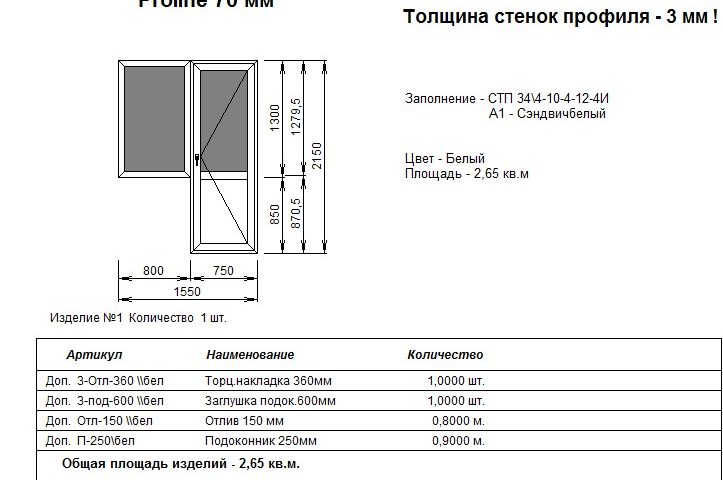 Proline 70 мм
Толщина стенок профиля - 3 мм !
Заполнение - СТП 34\4-10-4-12-4И
А1 - Сэндвичбелый
Цвет - Белый
Площадь - 2,65 кв.м
1300
1279,5
2150
850
870,5
800
750
1550
Изделие №1 Количество 1 шт.
Артикул Наименование Количество
Доп. З-Отл-360 \\бел Торц.накладка 360мм 1,0000 шт.
Доп. З-под-600 \\бел Заглушка подок.600мм 1,0000 шт.
Доп. Отл-150 \\бел Отлив 150 мм 0,8000 м.
Доп. П-250\бел Подоконник 250мм 0,9000 м.
Общая площадь изделий - 2,65 кв.м.